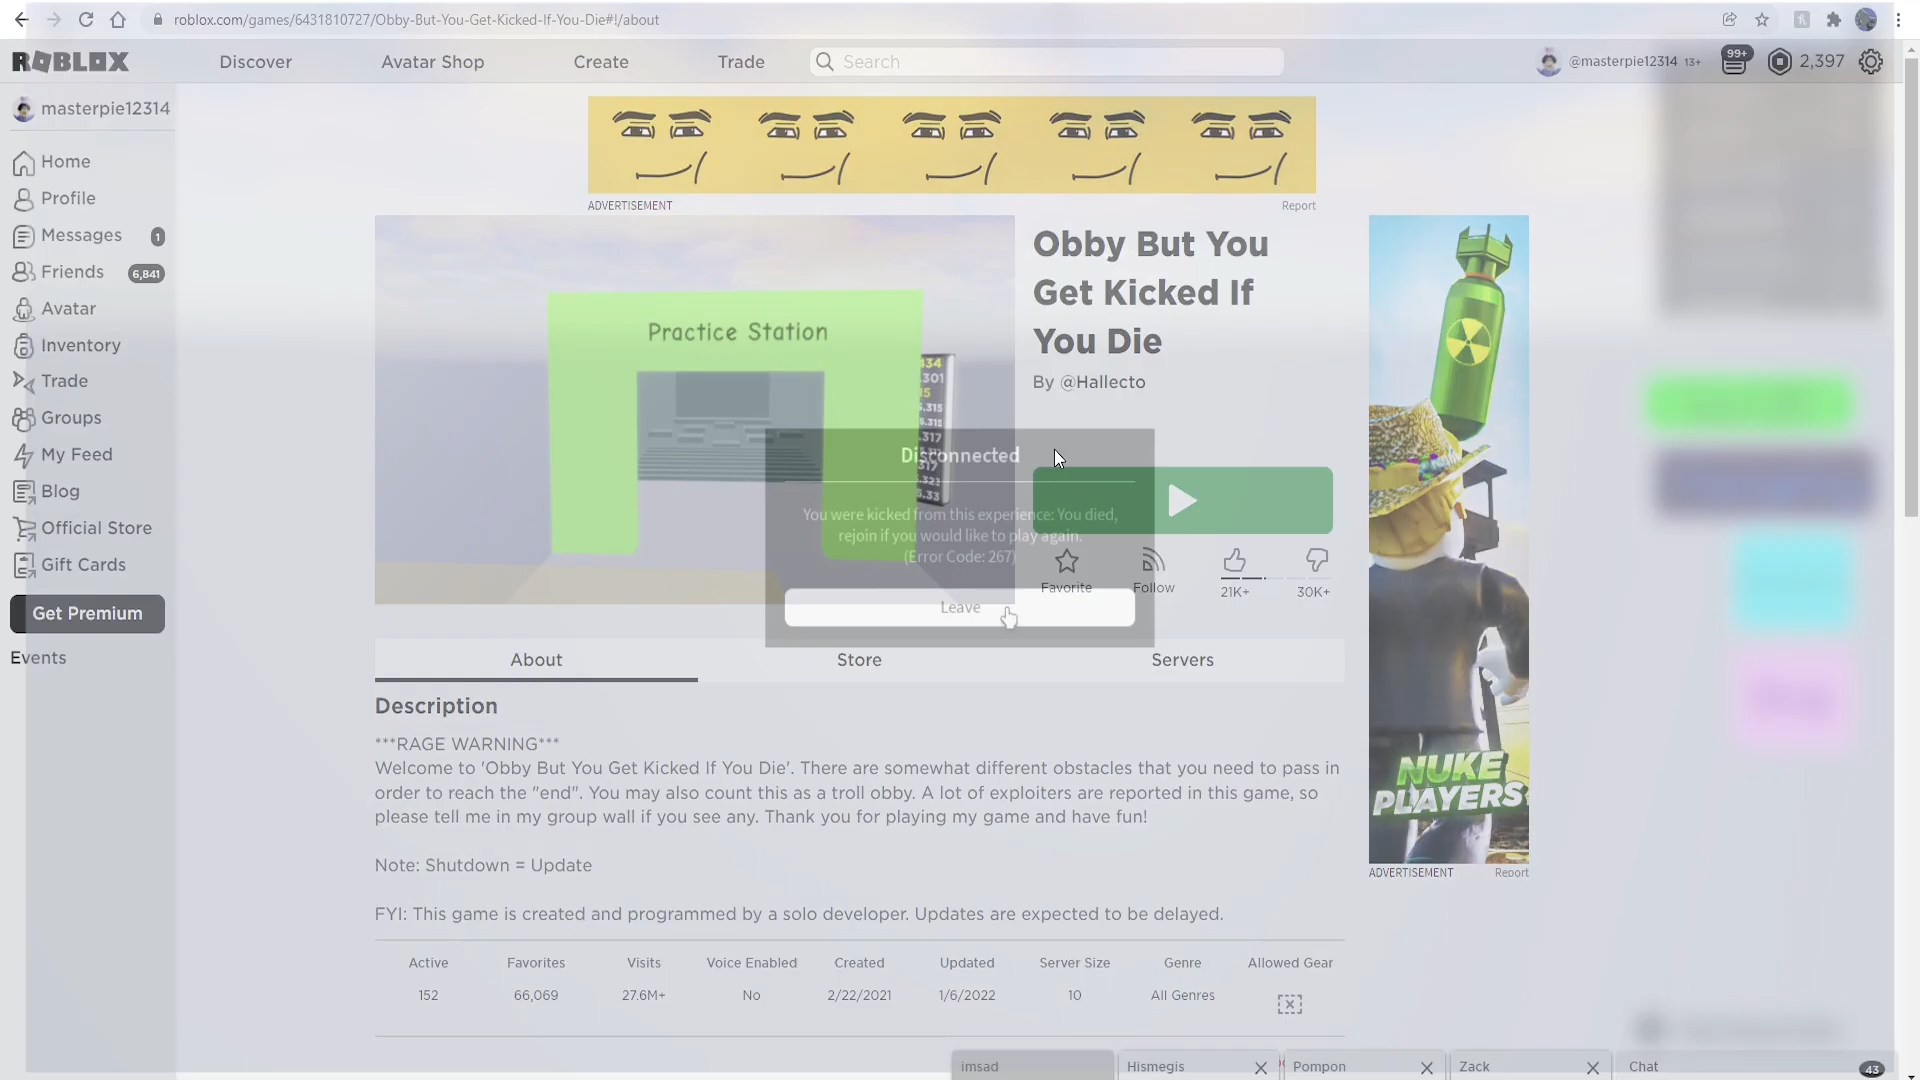 roblox.com/games/6431810727/Obby-But-You-Get-Kicked-If-You-Die#!/about
ROBLOX
Discover
Avatar Shop
Create
Trade
Search
@masterpie12314 13+
99+
2,397
masterpie12314
Home
Profile
Messages 1
Friends 6,841
Avatar
Inventory
Trade
Groups
My Feed
Blog
Official Store
Gift Cards
Get Premium
Events
ADVERTISEMENT
Report
Practice Station
.301
.315
.317
Obby But You
Get Kicked If
You Die
By @Hallecto
Disconnected
You were kicked from this experience: You died,
rejoin if you would like to play again.
(Error Code: 267)
Leave
Favorite
Follow
21K+
30K+
About
Store
Servers
Description
***RAGE WARNING***
Welcome to 'Obby But You Get Kicked If You Die'. There are somewhat different obstacles that you need to pass in
order to reach the "end". You may also count this as a troll obby. A lot of exploiters are reported in this game, so
please tell me in my group wall if you see any. Thank you for playing my game and have fun!
Note: Shutdown = Update
FYI: This game is created and programmed by a solo developer. Updates are expected to be delayed.
Active Favorites Visits Voice Enabled Created Updated Server Size Genre Allowed Gear
152 66,069 27.6M+ No 2/22/2021 1/6/2022 10 All Genres
NUKE
PLAYERS
ADVERTISEMENT
Report
imsad
Hismegis
Pompon
Zack
Chat
43